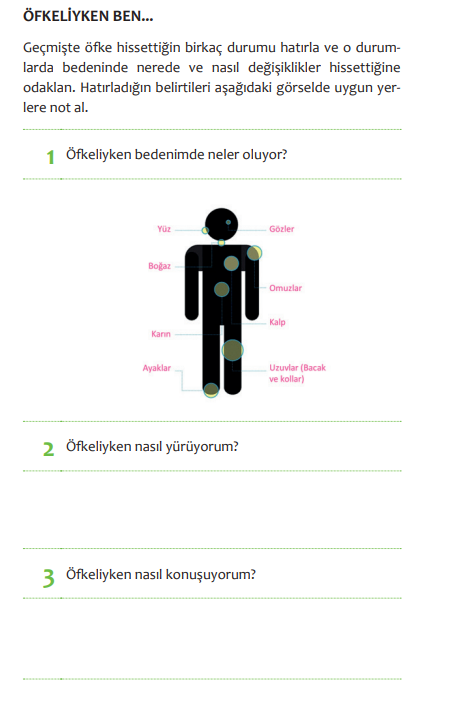 ÖFKELİYKEN BEN...
Geçmişte öfke hissettiğin birkaç durumu hatırla ve o durum-
larda bedeninde nerede ve nasıl değişiklikler hissettiğine
odaklan. Hatırladığın belirtileri aşağıdaki görselde uygun yer-
lere not al.
1 Öfkeliyken bedenimde neler oluyor?
Yüz
Gözler
Boğaz
Omuzlar
Kalp
Karın
Ayaklar
Uzuvlar (Bacak
ve kollar)
2 Öfkeliyken nasıl yürüyorum?
3 Öfkeliyken nasıl konuşuyorum?